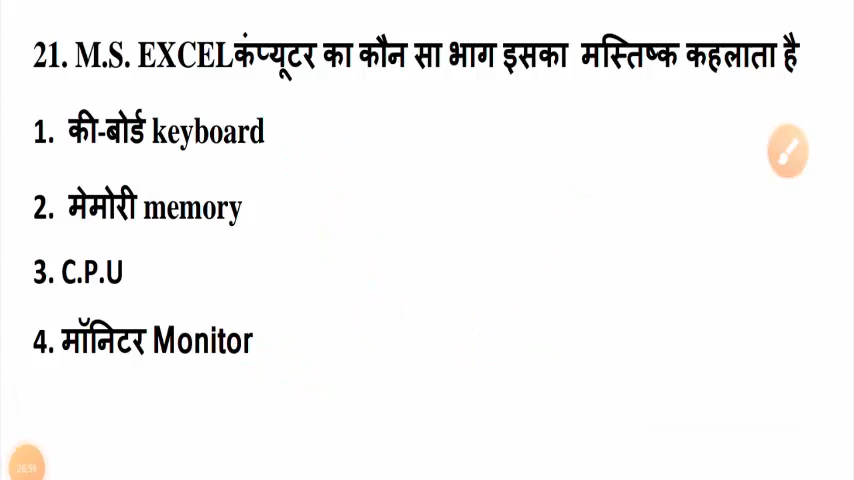 21. M.S. EXCELकंप्यूटर का कौन सा भाग इसका मस्तिष्क कहलाता है
1. की-बोर्ड keyboard
2. मेमोरी memory
3. C.P.U
4. मॉनिटर Monitor